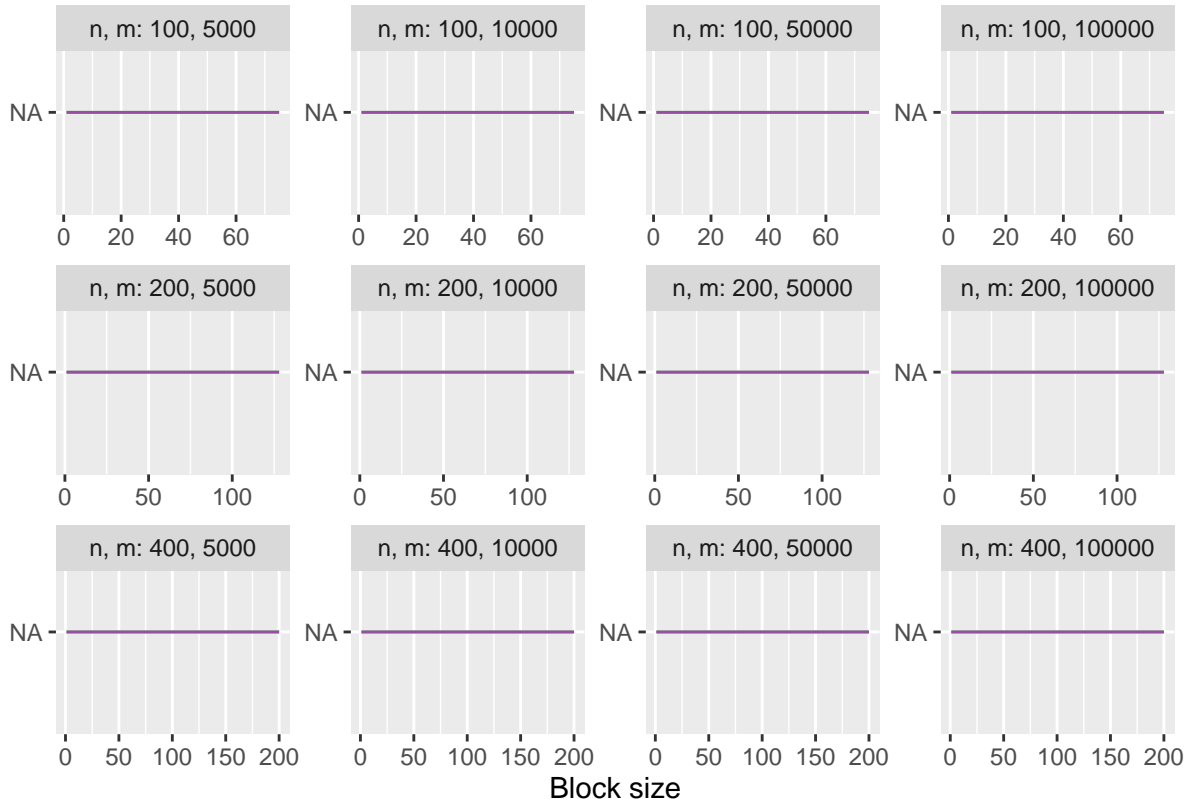 n, m: 100, 5000 n, m: 100, 10000 n, m: 100, 50000 n, m: 100, 100000
NA NA NA NA
0 20 40 60 0 20 40 60 0 20 40 60 0 20 40 60
n, m: 200, 5000 n, m: 200, 10000 n, m: 200, 50000 n, m: 200, 100000
NA NA NA NA
0 50 100 0 50 100 0 50 100 0 50 100
n, m: 400, 5000 n, m: 400, 10000 n, m: 400, 50000 n, m: 400, 100000
NA NA NA NA
0 50 100 150 200 0 50 100 150 200 0 50 100 150 200 0 50 100 150 200
Block size